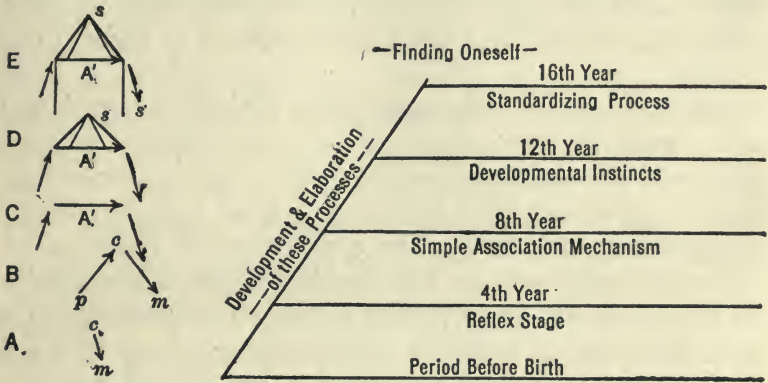 s
E
A'
s'
D
s
A'
r
C
A'
c
B
p
m
c
A.
m
—Finding Oneself—
16th Year
Standardizing Process
12th Year
Developmental Instincts
8th Year
Simple Association Mechanism
4th Year
Reflex Stage
Period Before Birth
Development & Elaboration
—of these Processes—